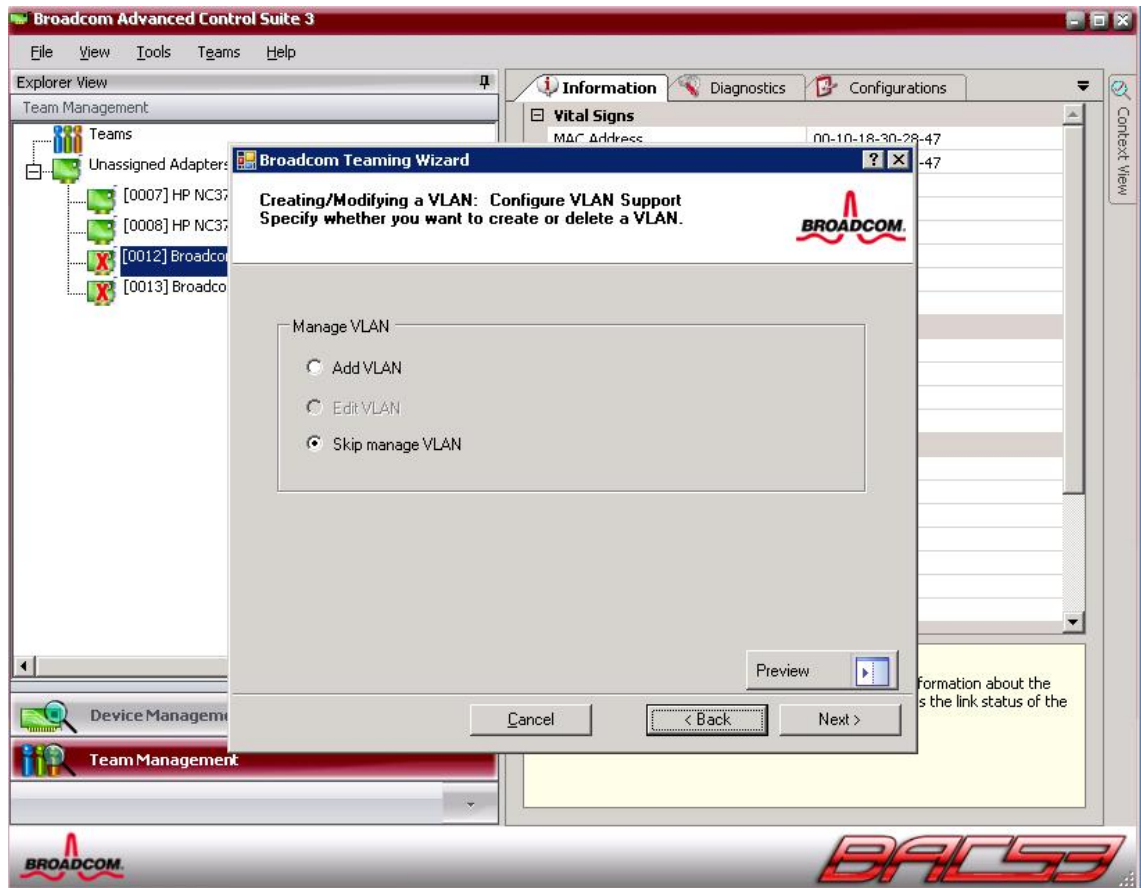 Broadcom Advanced Control Suite 3
File View Tools Teams Help
Explorer View
Team Management
Teams
Unassigned Adapters
[0007] HP NC37
[0008] HP NC37
[0012] Broadco
[0013] Broadco
Information Diagnostics Configurations
Vital Signs
MAC Address 00-10-18-30-28-47
-47
Context View
Broadcom Teaming Wizard
Creating/Modifying a VLAN: Configure VLAN Support
Specify whether you want to create or delete a VLAN.
BROADCOM.
Manage VLAN
Add VLAN
Edit VLAN
Skip manage VLAN
Preview
Cancel < Back Next >
formation about the
s the link status of the
Device Managem
Team Management
BROADCOM.
BACS3